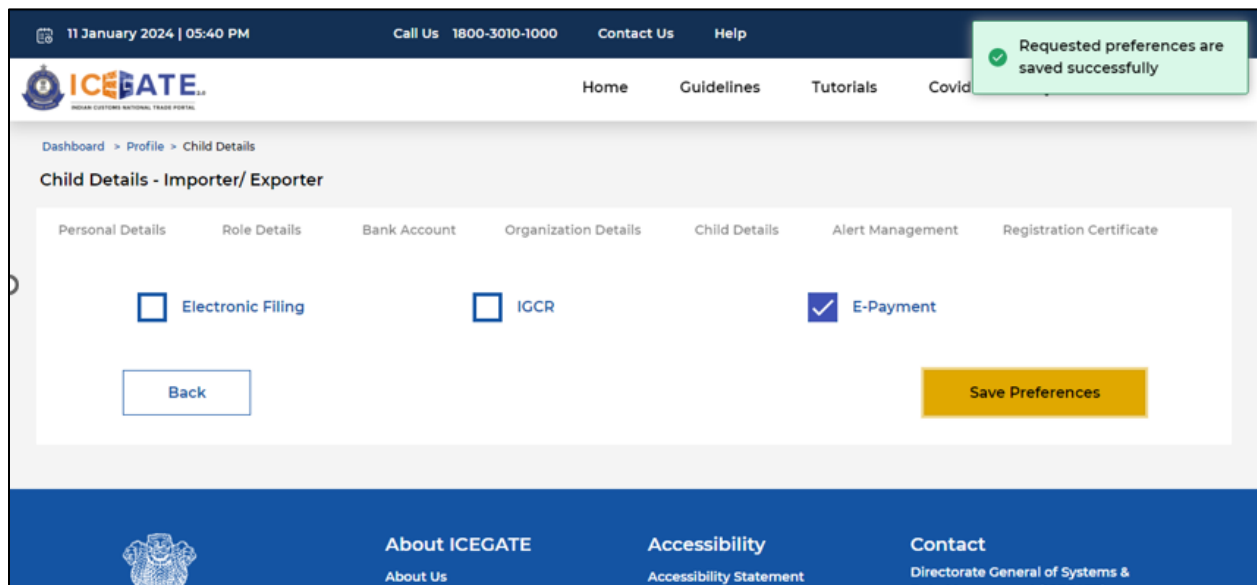 11 January 2024 | 05:40 PM
Call Us 1800-3010-1000
Contact Us
Help
Requested preferences are
saved successfully
ICEGATE
INDIAN CUSTOMS NATIONAL TRADE PORTAL
Home
Guidelines
Tutorials
Covid
Dashboard > Profile > Child Details
Child Details - Importer/ Exporter
Personal Details
Role Details
Bank Account
Organization Details
Child Details
Alert Management
Registration Certificate
Electronic Filing
IGCR
E-Payment
Back
Save Preferences
About ICEGATE
Accessibility
Contact
About Us
Accessibility Statement
Directorate General of Systems &